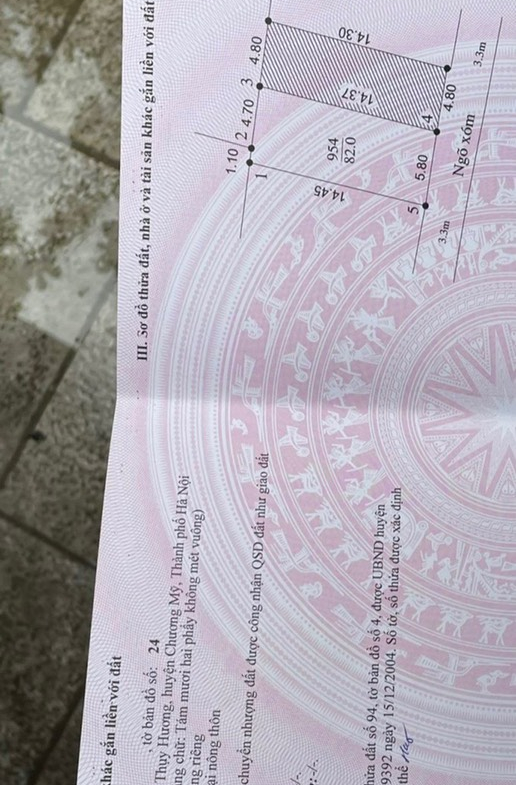 khác gắn liền với đất
, tờ bản đồ số: 24
Thụy Hương, huyện Chương Mỹ, Thành phố Hà Nội
ng chữ: Tám mươi hai phẩy không mét vuông)
ng riêng
ại nông thôn
chuyển nhượng đất được công nhận QSD đất như giao đất
/-.
: -/-.
hửa đất số 94, tờ bản đồ số 4, được UBND huyện
9392 ngày 15/12/2004. Số tờ, số thửa được xác định
thể
III. Sơ đồ thửa đất, nhà ở và tài sản khác gắn liền với đất
1.10
2
4.70
3
4.80
1
14.45
954
82.0
14.37
14.30
5
5.80
4
4.80
3.3m
Ngõ xóm
3.3m